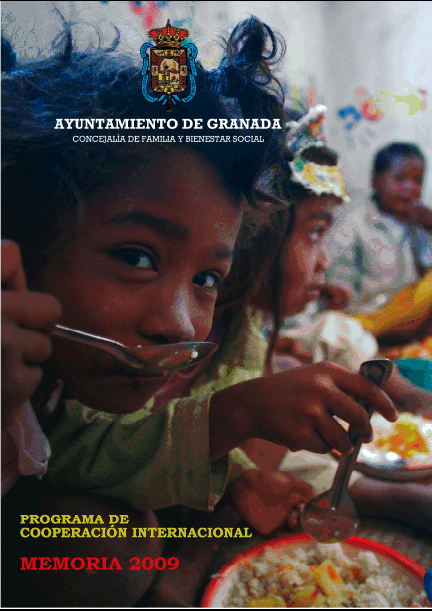 AYUNTAMIENTO DE GRANADA
CONCEJALÍA DE FAMILIA Y BIENESTAR SOCIAL
PROGRAMA DE
COOPERACIÓN INTERNACIONAL
MEMORIA 2009